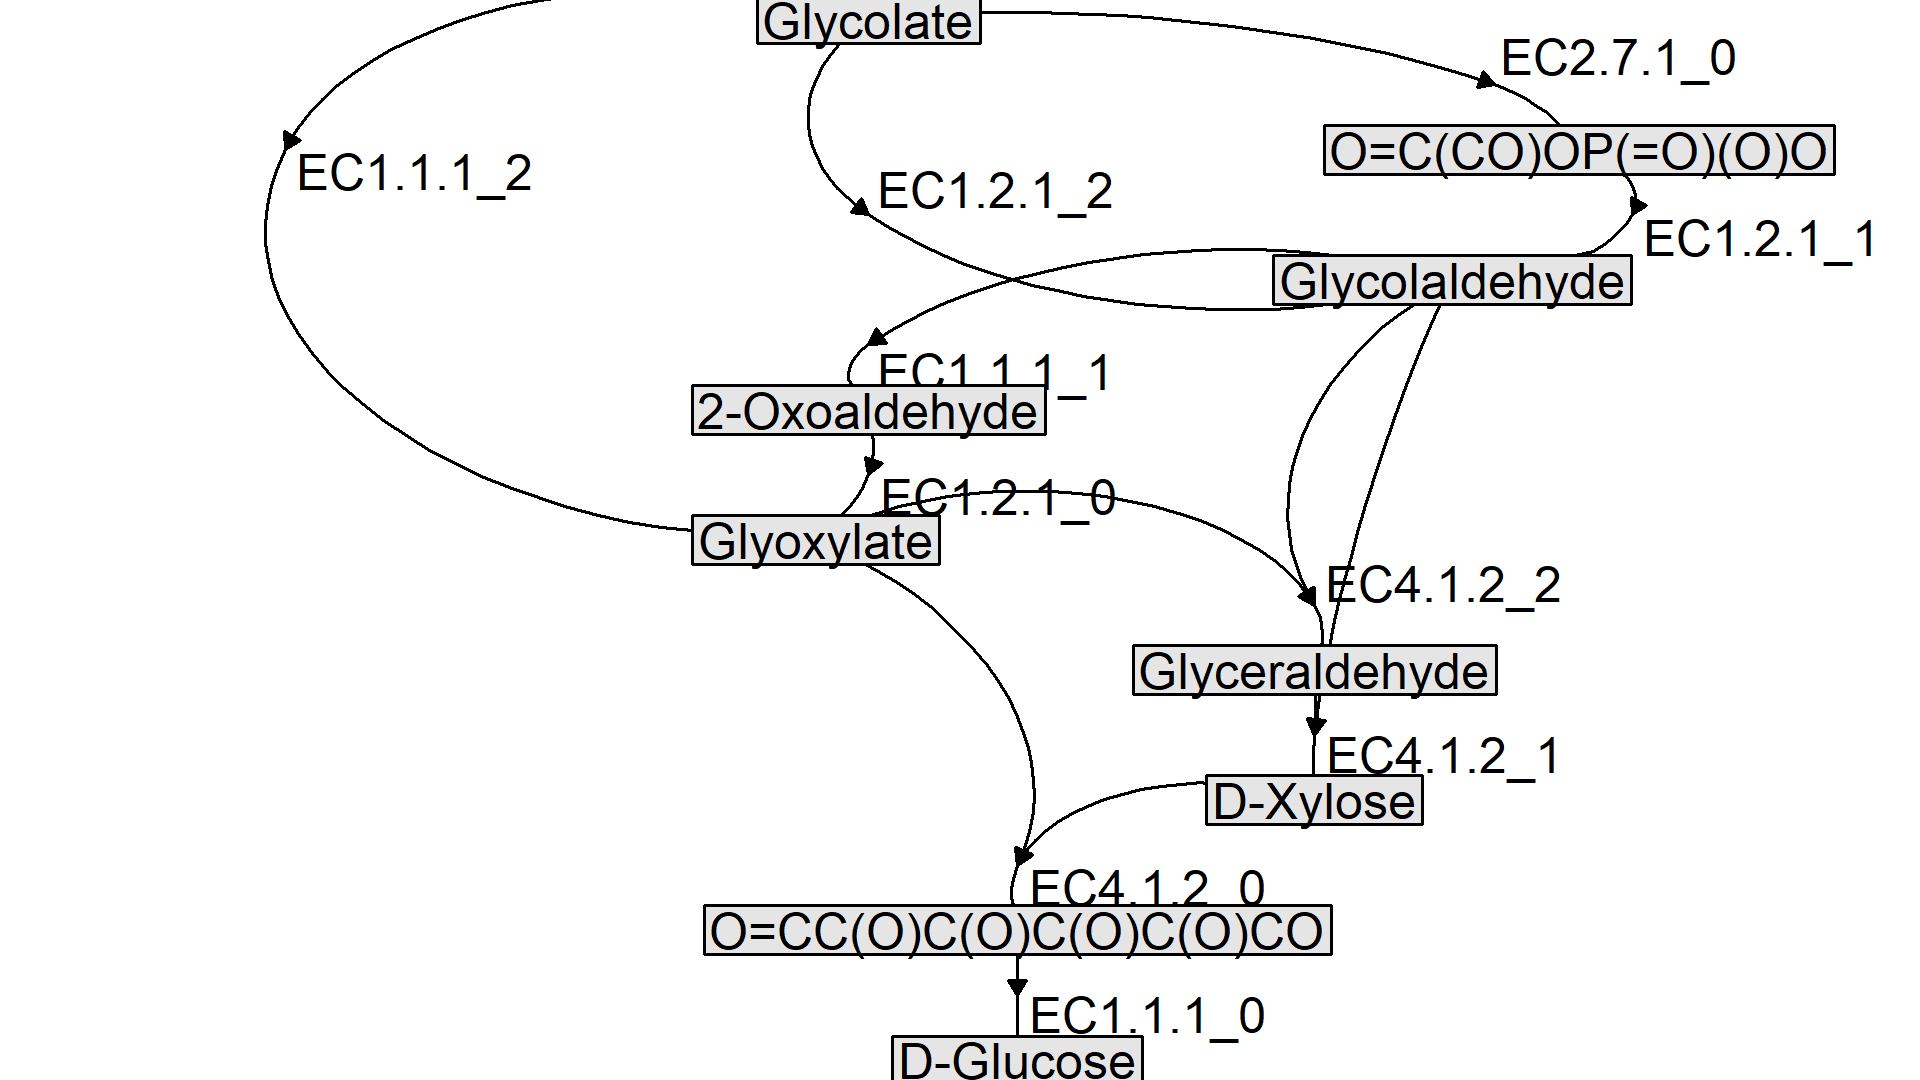 Glycolate
EC2.7.1_0
O=C(CO)OP(=O)(O)O
EC1.1.1_2
EC1.2.1_2
EC1.2.1_1
Glycolaldehyde
EC1.1.1_1
2-Oxoaldehyde
EC1.2.1_0
Glyoxylate
EC4.1.2_2
Glyceraldehyde
EC4.1.2_1
D-Xylose
EC4.1.2_0
O=CC(O)C(O)C(O)C(O)CO
EC1.1.1_0
D-Glucose